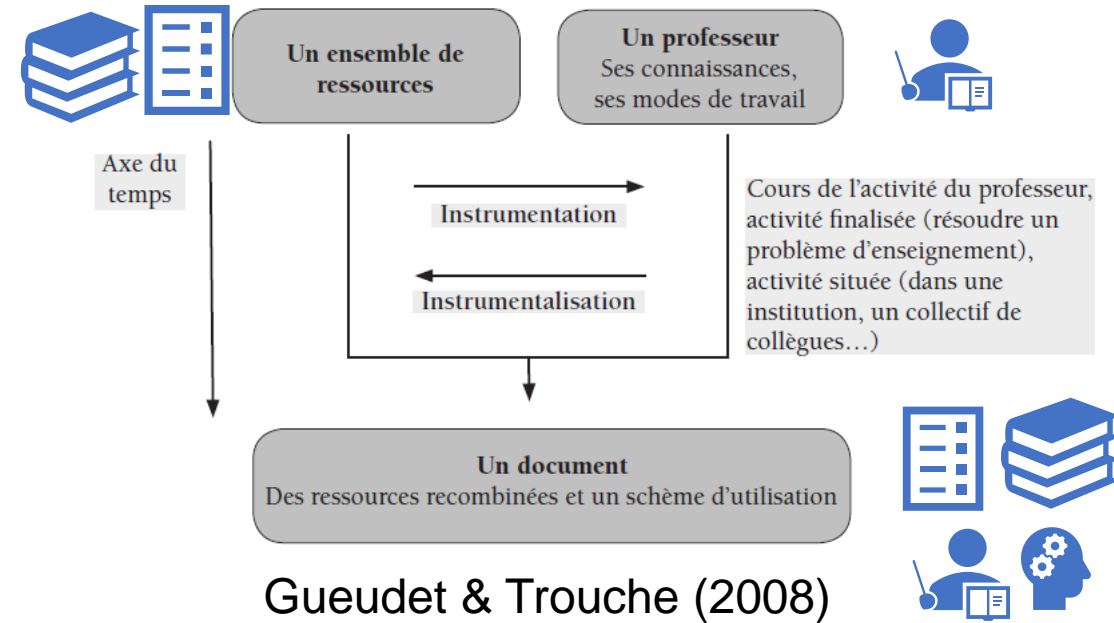 Un ensemble de
ressources
Un professeur
Ses connaissances,
ses modes de travail
Axe du
temps
Instrumentation
Instrumentalisation
Cours de l’activité du professeur,
activité finalisée (résoudre un
problème d’enseignement),
activité située (dans une
institution, un collectif de
collègues…)
Un document
Des ressources recombinées et un schème d’utilisation
Gueudet & Trouche (2008)